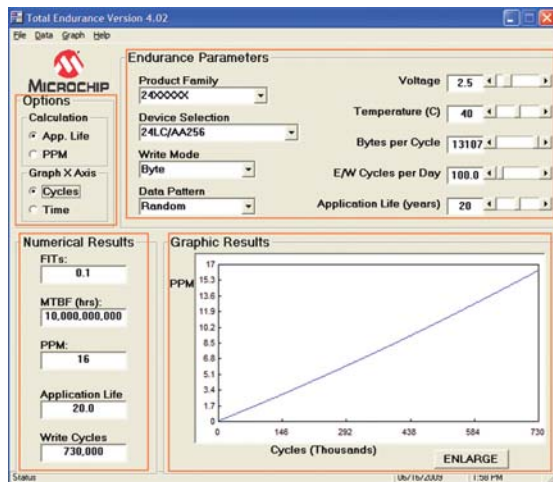 Total Endurance Version 4.02
File Data Graph Help
MICROCHIP
Options
Calculation
App. Life
PPM
Graph X Axis
Cycles
Time
Endurance Parameters
Product Family
24XXXXX
Device Selection
24LC/AA256
Write Mode
Byte
Data Pattern
Random
Voltage 2.5
Temperature (C) 40
Bytes per Cycle 13107
E/W Cycles per Day 100.0
Application Life (years) 20
Numerical Results
FITs:
0.1
MTBF (hrs):
10,000,000,000
PPM:
16
Application Life
20.0
Write Cycles
730,000
Graphic Results
PPM
17
15.3
13.6
11.9
10.2
8.5
6.8
5.1
3.4
1.7
0
0 146 292 438 584 730
Cycles (Thousands)
ENLARGE
Status 06/16/2009 1:58 PM